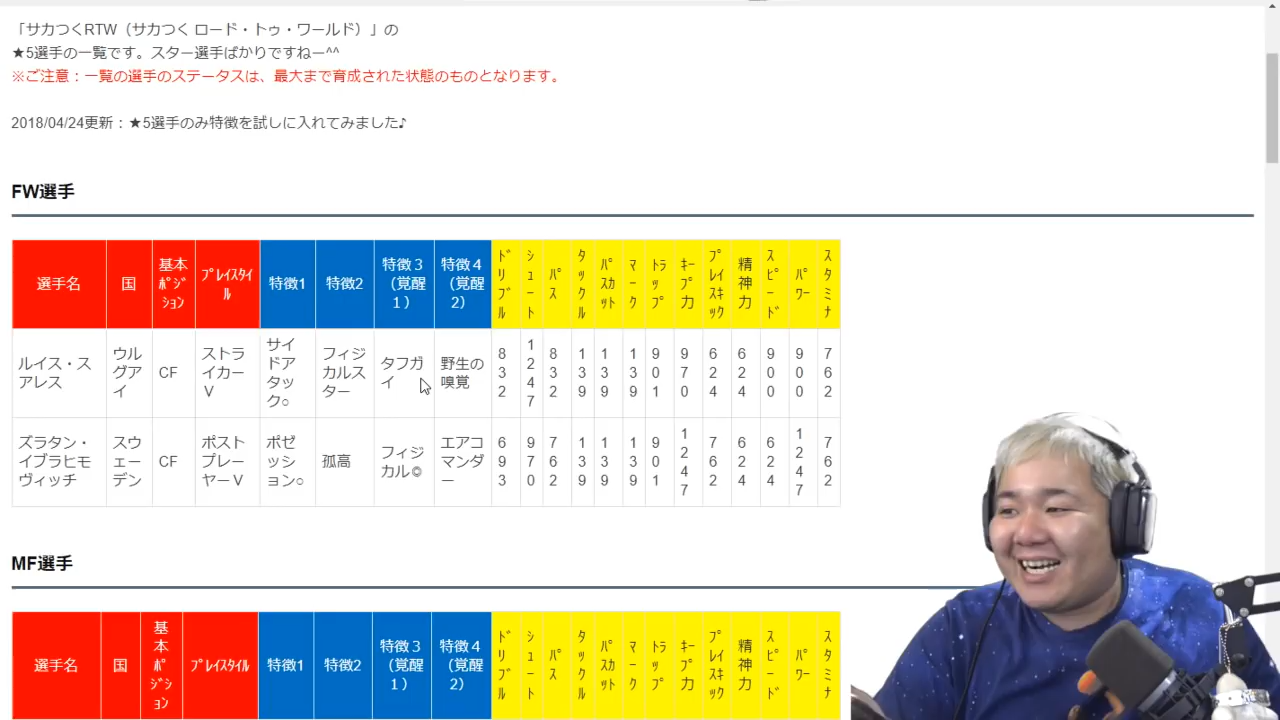 「サカつくRTW（サカつく ロード・トゥ・ワールド）」の
★5選手の一覧です。スター選手ばかりですねー^^
※ご注意：一覧の選手のステータスは、最大まで育成された状態のものとなります。
2018/04/24更新：★5選手のみ特徴を試しに入れてみました♪
FW選手
選手名 国 基本ﾎﾟｼﾞｼｮﾝ ﾌﾟﾚｲｽﾀｲﾙ 特徴1 特徴2 特徴３（覚醒１） 特徴４（覚醒2） ﾄﾞﾘﾌﾞﾙ ｼｭｰﾄ ﾊﾟｽ ﾀｯｸﾙ ﾊﾟｽｶｯﾄ ﾏｰｸ ﾄﾗｯﾌﾟ ｷｰﾌﾟ力 ﾌﾟﾚｲｽｷｯｸ 精神力 ｽﾋﾟｰﾄﾞ ﾊﾟﾜｰ ｽﾀﾐﾅ
ルイス・スアレス ウルグアイ CF ストライカーＶ サイドアタック○ フィジカルスター タフガイ 野生の嗅覚 832 1247 832 139 139 139 901 970 624 624 900 900 762
ズラタン・イブラヒモヴィッチ スウェーデン CF ポストプレーヤーＶ ポゼッション○ 孤高 フィジカル◎ エアコマンダー 693 970 762 139 139 139 901 1247 762 624 624 1247 762
MF選手
選手名 国 基本ﾎﾟｼﾞｼｮﾝ ﾌﾟﾚｲｽﾀｲﾙ 特徴1 特徴2 特徴３（覚醒１） 特徴４（覚醒2） ﾄﾞﾘﾌﾞﾙ ｼｭｰﾄ ﾊﾟｽ ﾀｯｸﾙ ﾊﾟｽｶｯﾄ ﾏｰｸ ﾄﾗｯﾌﾟ ｷｰﾌﾟ力 ﾌﾟﾚｲｽｷｯｸ 精神力 ｽﾋﾟｰﾄﾞ ﾊﾟﾜｰ ｽﾀﾐﾅ